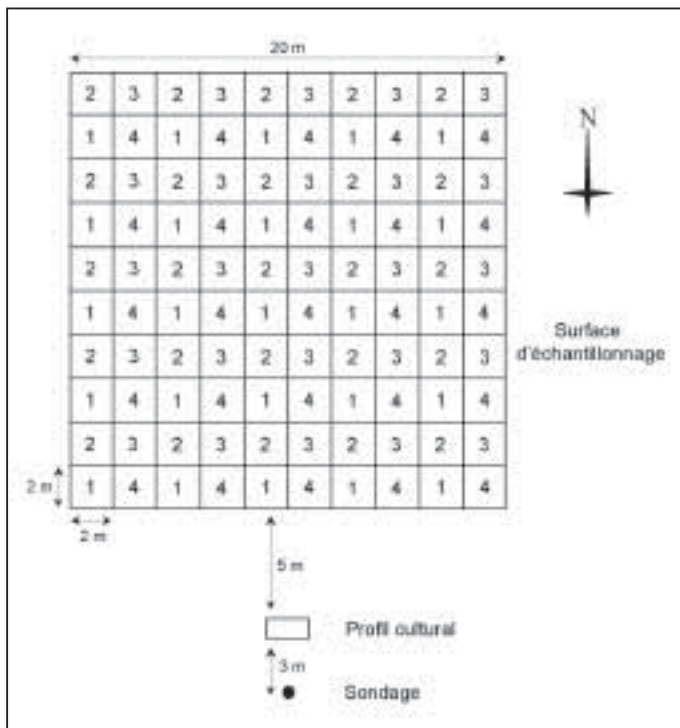 20 m
2 3 2 3 2 3 2 3 2 3
N
1 4 1 4 1 4 1 4 1 4
2 3 2 3 2 3 2 3 2 3
1 4 1 4 1 4 1 4 1 4
2 3 2 3 2 3 2 3 2 3
1 4 1 4 1 4 1 4 1 4
Surface
d'échantillonnage
2 3 2 3 2 3 2 3 2 3
1 4 1 4 1 4 1 4 1 4
2 3 2 3 2 3 2 3 2 3
2 m
1 4 1 4 1 4 1 4 1 4
2 m
5 m
Profil cultural
3 m
Sondage